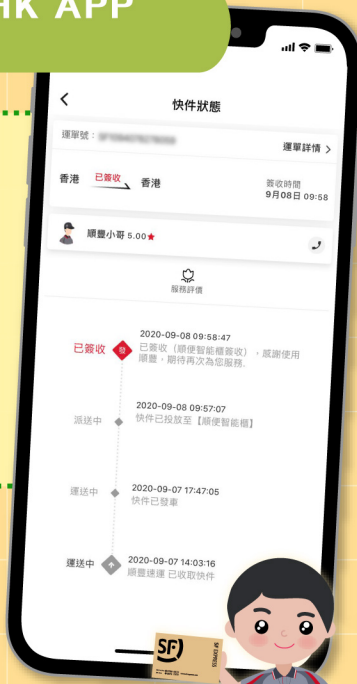 HK APP
快件狀態
運單號：
運單詳情 >
香港 已簽收 香港
簽收時間
9月08日 09:58
順豐小哥 5.00★
服務評價
2020-09-08 09:58:47
已簽收 發 已簽收（順便智能櫃簽收），感謝使用
順豐，期待再次為您服務.
2020-09-08 09:57:07
派送中 快件已投放至【順便智能櫃】
2020-09-07 17:47:05
運送中 快件已發車
2020-09-07 14:03:16
運送中 順豐速運 已收取快件
SF
SF EXPRESS